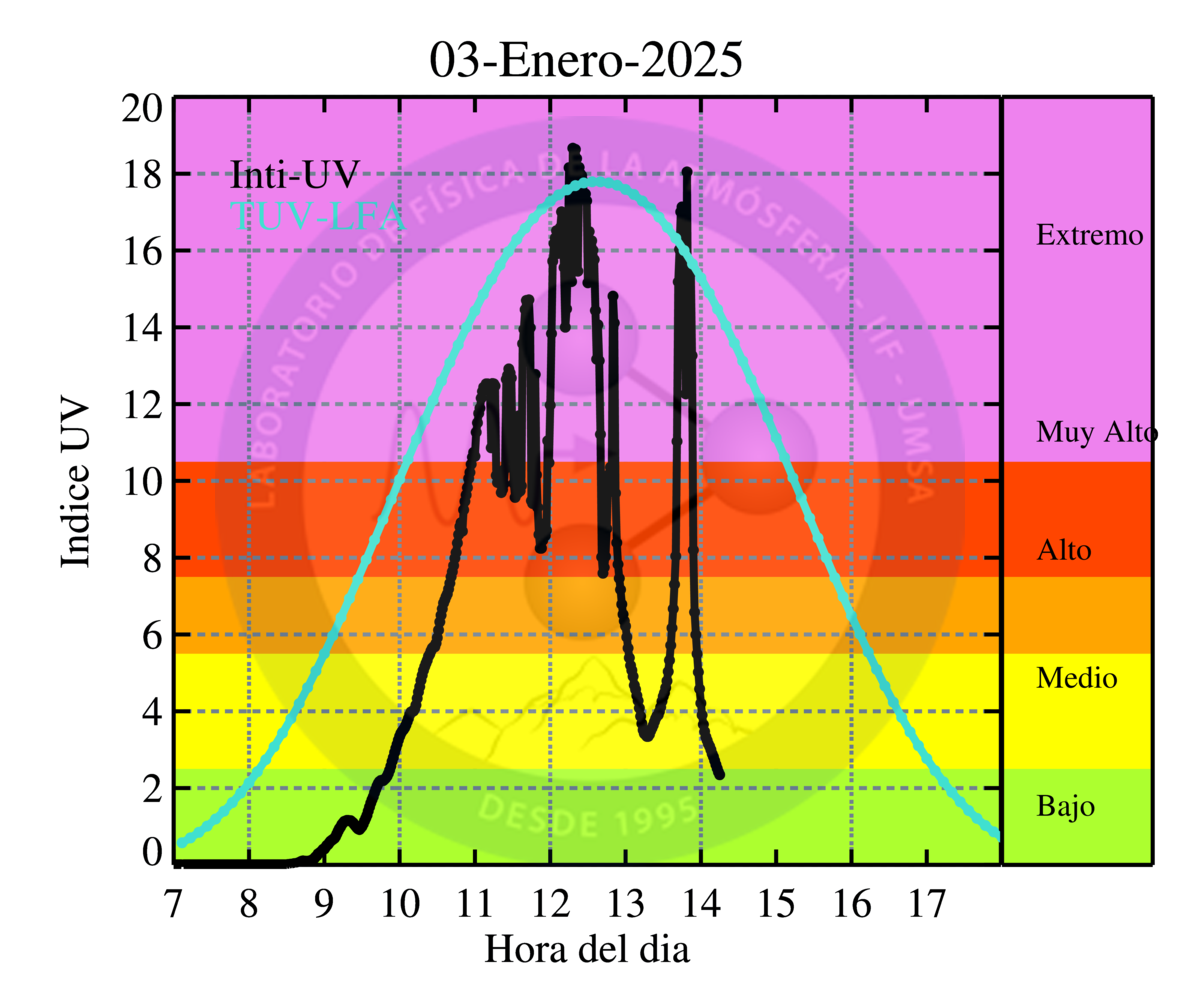 03-Enero-2025
20
18
16
14
12
10
8
6
4
2
0
Indice UV
Inti-UV
TUV-LFA
LABORATORIO DE FÍSICA DE LA ATMÓSFERA - IIF - UMSA
DESDE 1995
Extremo
Muy Alto
Alto
Medio
Bajo
7 8 9 10 11 12 13 14 15 16 17
Hora del dia